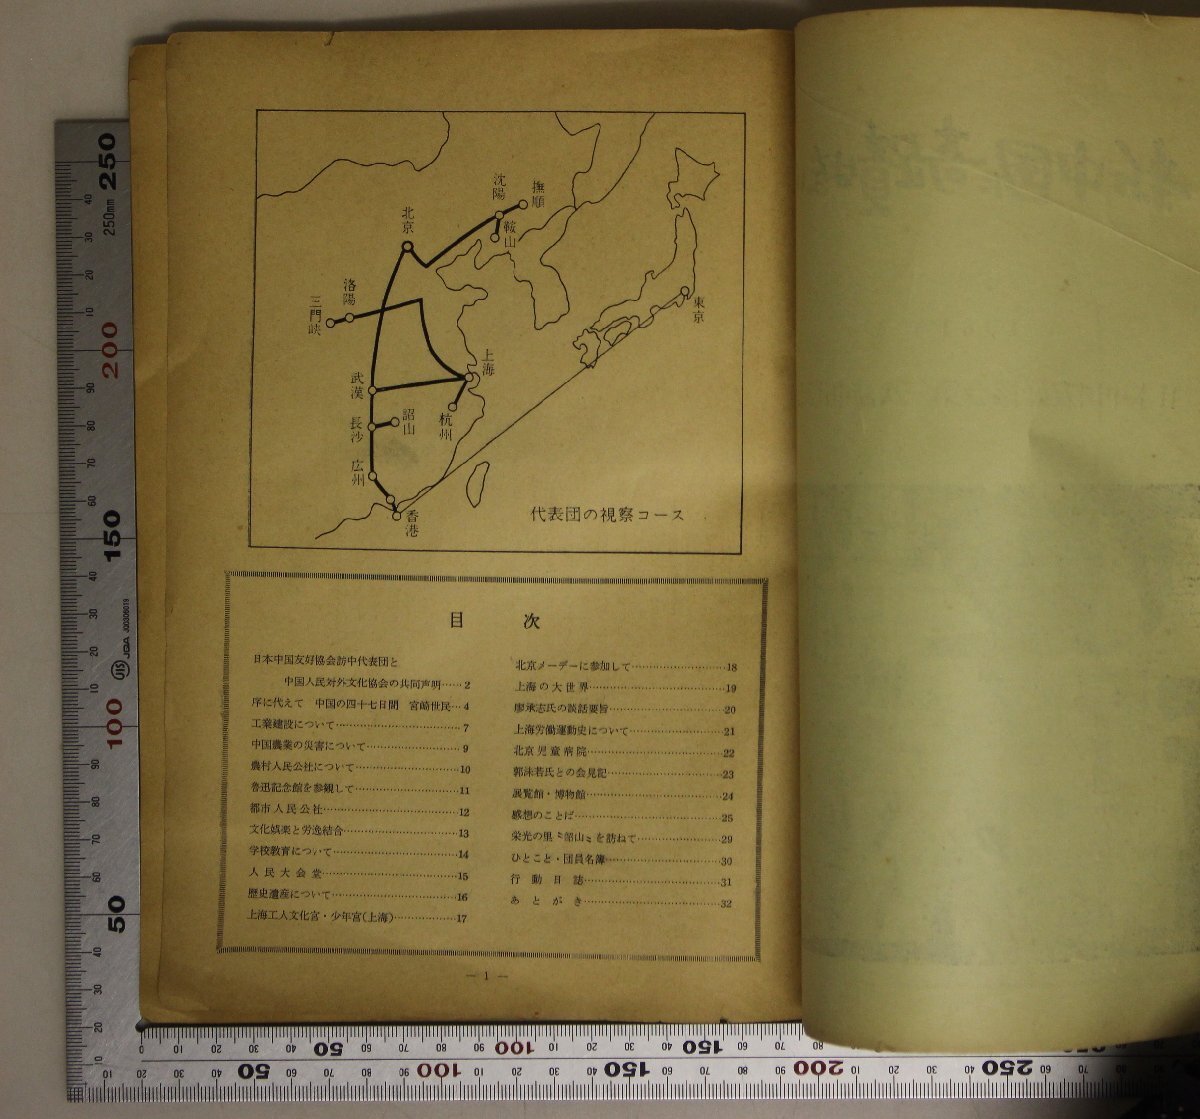 沈陽
撫順
鞍山
北京
洛陽
三門峡
東京
上海
武漢
杭州
長沙
韶山
広州
香港
代表団の視察コース
目 次
日本中国友好協会訪中代表団と
中国人民対外文化協会の共同声明……2
序に代えて 中国の四十七日間 宮崎世民…4
工業建設について…………………7
中国農業の災害について……………9
農村人民公社について……………10
魯迅記念館を参観して……………11
都市人民公社…………………12
文化娯楽と労逸結合………………13
学校教育について………………14
人民大会堂…………………15
歴史遺産について………………16
上海工人文化宮・少年宮(上海)…………17
北京メーデーに参加して……………18
上海の大世界…………………19
廖承志氏の談話要旨………………20
上海労働運動史について……………21
北京児童病院…………………22
郭沫若氏との会見記………………23
展覧館・博物館…………………24
感想のことば…………………25
栄光の里〝韶山〟を訪ねて……………29
ひとこと・団員名簿………………30
行動日誌…………………31
あとがき…………………32
— 1 —